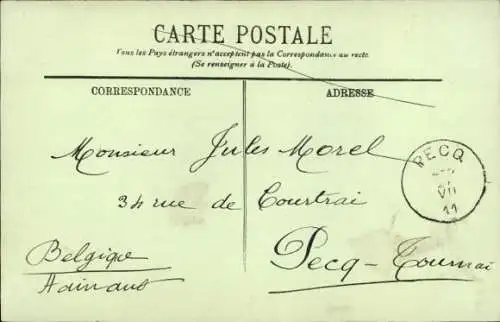 CARTE POSTALE
Tous les Pays étrangers n'acceptent pas la Correspondance au recto.
(Se renseigner à la Poste).
CORRESPONDANCE
ADRESSE
Monsieur Jules Morel
34 rue de Courtrai
Pecq - Tournai
Belgique
Hainaut
PECQ
VII
11